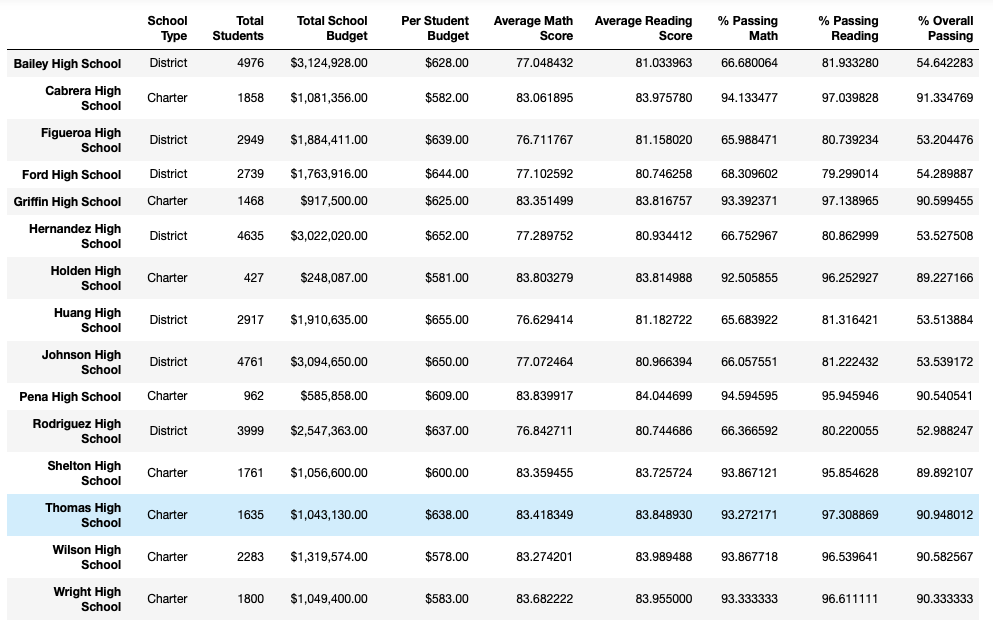 School Type Total Students Total School Budget Per Student Budget Average Math Score Average Reading Score % Passing Math % Passing Reading % Overall Passing
Bailey High School District 4976 $3,124,928.00 $628.00 77.048432 81.033963 66.680064 81.933280 54.642283
Cabrera High School Charter 1858 $1,081,356.00 $582.00 83.061895 83.975780 94.133477 97.039828 91.334769
Figueroa High School District 2949 $1,884,411.00 $639.00 76.711767 81.158020 65.988471 80.739234 53.204476
Ford High School District 2739 $1,763,916.00 $644.00 77.102592 80.746258 68.309602 79.299014 54.289887
Griffin High School Charter 1468 $917,500.00 $625.00 83.351499 83.816757 93.392371 97.138965 90.599455
Hernandez High School District 4635 $3,022,020.00 $652.00 77.289752 80.934412 66.752967 80.862999 53.527508
Holden High School Charter 427 $248,087.00 $581.00 83.803279 83.814988 92.505855 96.252927 89.227166
Huang High School District 2917 $1,910,635.00 $655.00 76.629414 81.182722 65.683922 81.316421 53.513884
Johnson High School District 4761 $3,094,650.00 $650.00 77.072464 80.966394 66.057551 81.222432 53.539172
Pena High School Charter 962 $585,858.00 $609.00 83.839917 84.044699 94.594595 95.945946 90.540541
Rodriguez High School District 3999 $2,547,363.00 $637.00 76.842711 80.744686 66.366592 80.220055 52.988247
Shelton High School Charter 1761 $1,056,600.00 $600.00 83.359455 83.725724 93.867121 95.854628 89.892107
Thomas High School Charter 1635 $1,043,130.00 $638.00 83.418349 83.848930 93.272171 97.308869 90.948012
Wilson High School Charter 2283 $1,319,574.00 $578.00 83.274201 83.989488 93.867718 96.539641 90.582567
Wright High School Charter 1800 $1,049,400.00 $583.00 83.682222 83.955000 93.333333 96.611111 90.333333